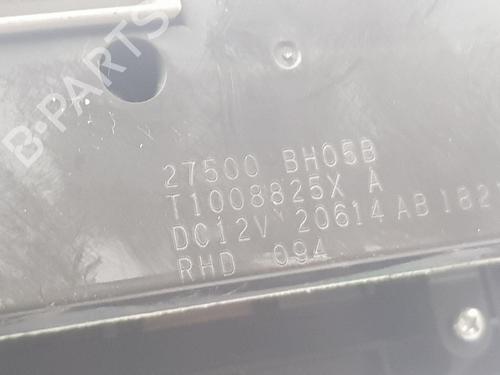 B-PARTS
27500 BH05B
T1008825X A
DC12V 20614 AB 182
RHD 094